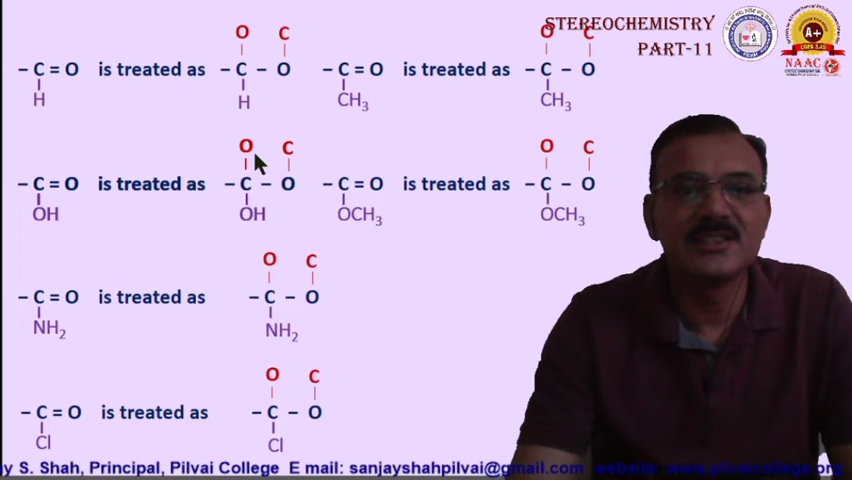 STEREOCHEMISTRY
PART-11
A+
NAAC
O C O C
– C = O is treated as – C – O – C = O is treated as – C – O
H H CH₃ CH₃
O C O C
– C = O is treated as – C – O – C = O is treated as – C – O
OH OH OCH₃ OCH₃
O C
– C = O is treated as – C – O
NH₂ NH₂
O C
– C = O is treated as – C – O
Cl Cl
y S. Shah, Principal, Pilvai College E mail: sanjayshahpilvai@gmail.com website: www.pilvaicollege.org